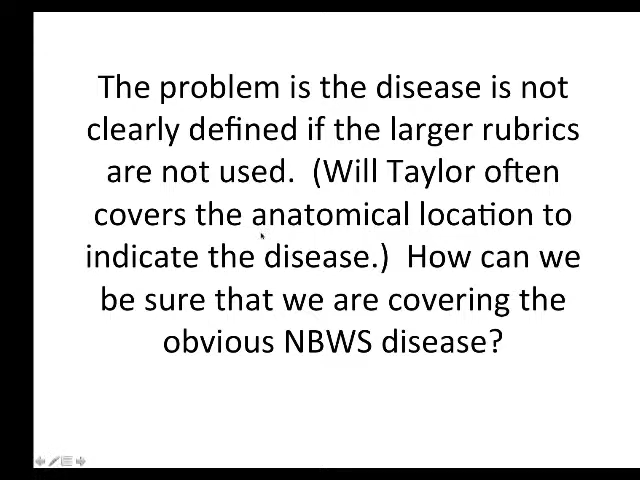 The problem is the disease is not
clearly defined if the larger rubrics
are not used.  (Will Taylor often
covers the anatomical location to
indicate the disease.)  How can we
be sure that we are covering the
obvious NBWS disease?